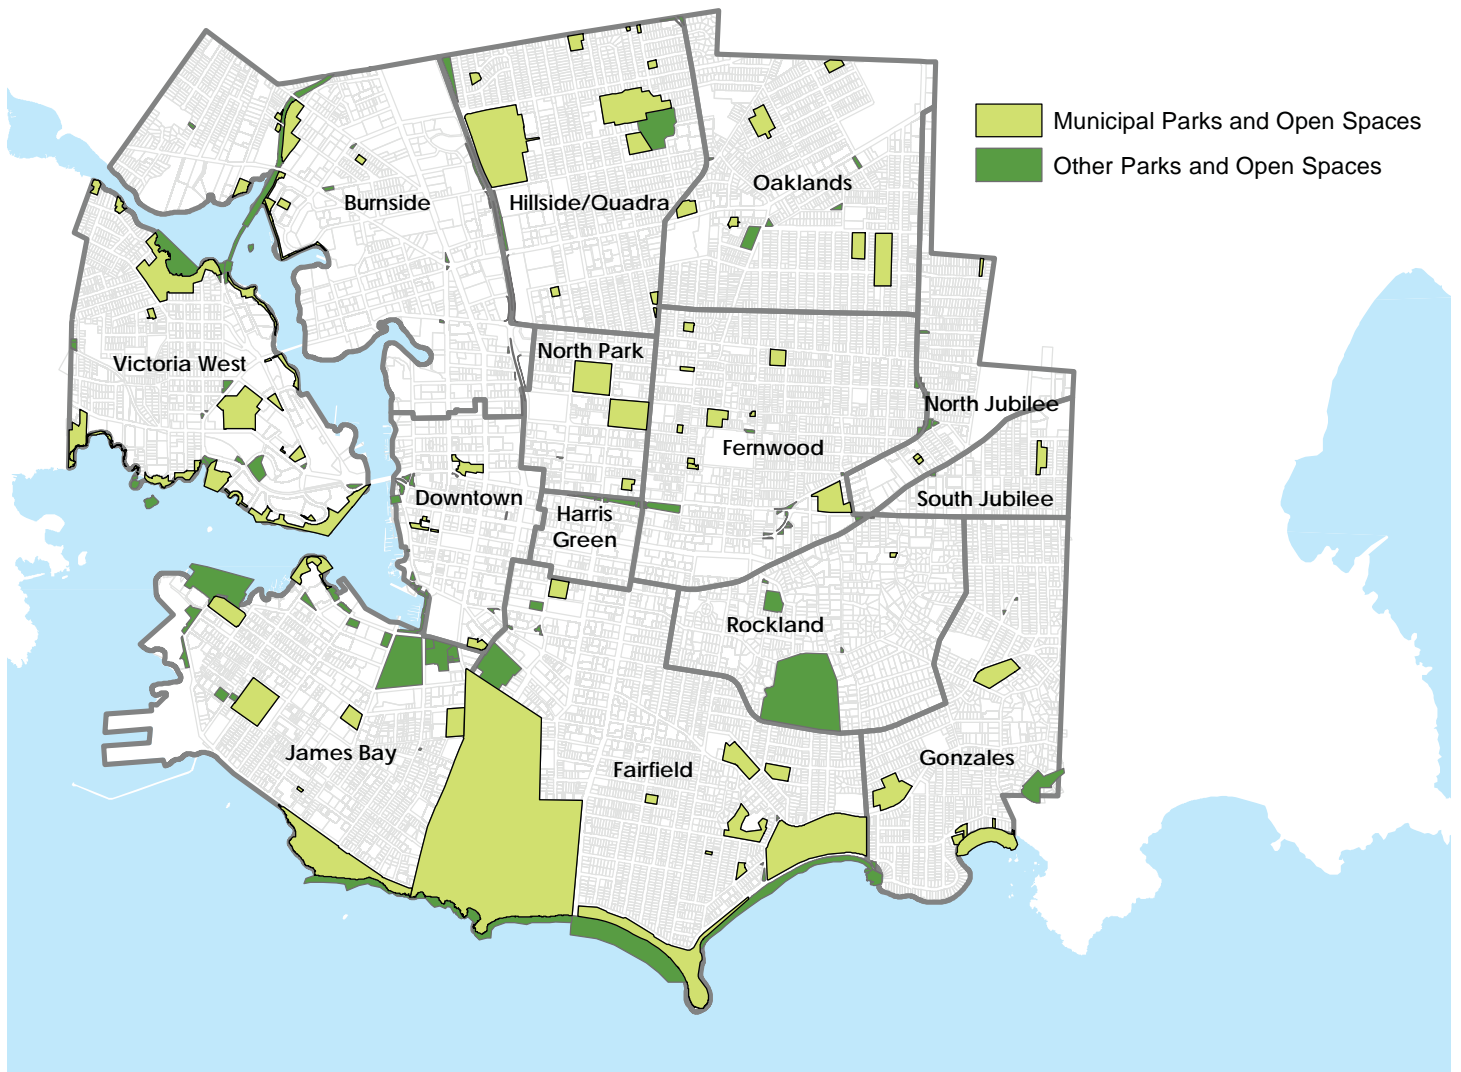 Municipal Parks and Open Spaces
Other Parks and Open Spaces
Oaklands
Burnside
Hillside/Quadra
North Park
Victoria West
North Jubilee
Fernwood
Downtown
South Jubilee
Harris
Green
Rockland
James Bay
Gonzales
Fairfield